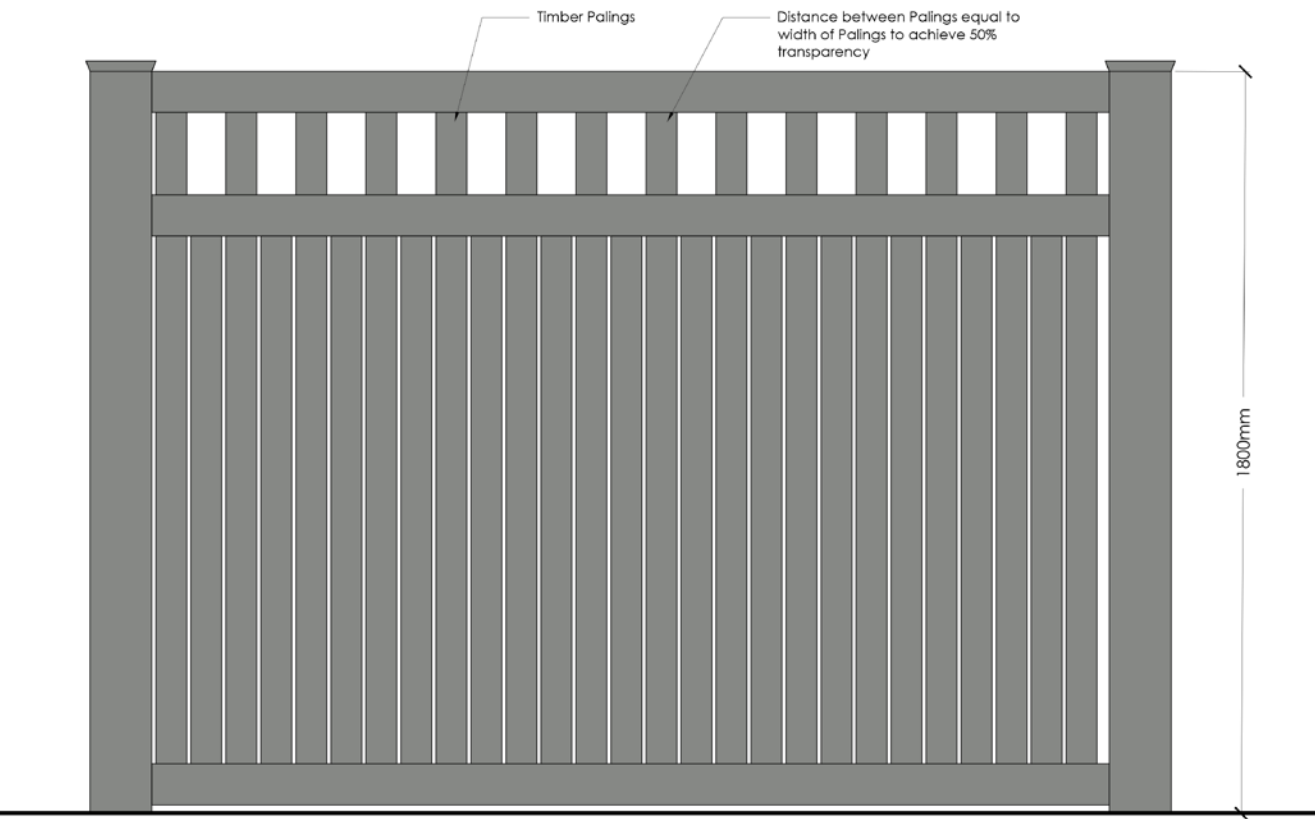 Timber Palings
Distance between Palings equal to
width of Palings to achieve 50%
transparency
1800mm